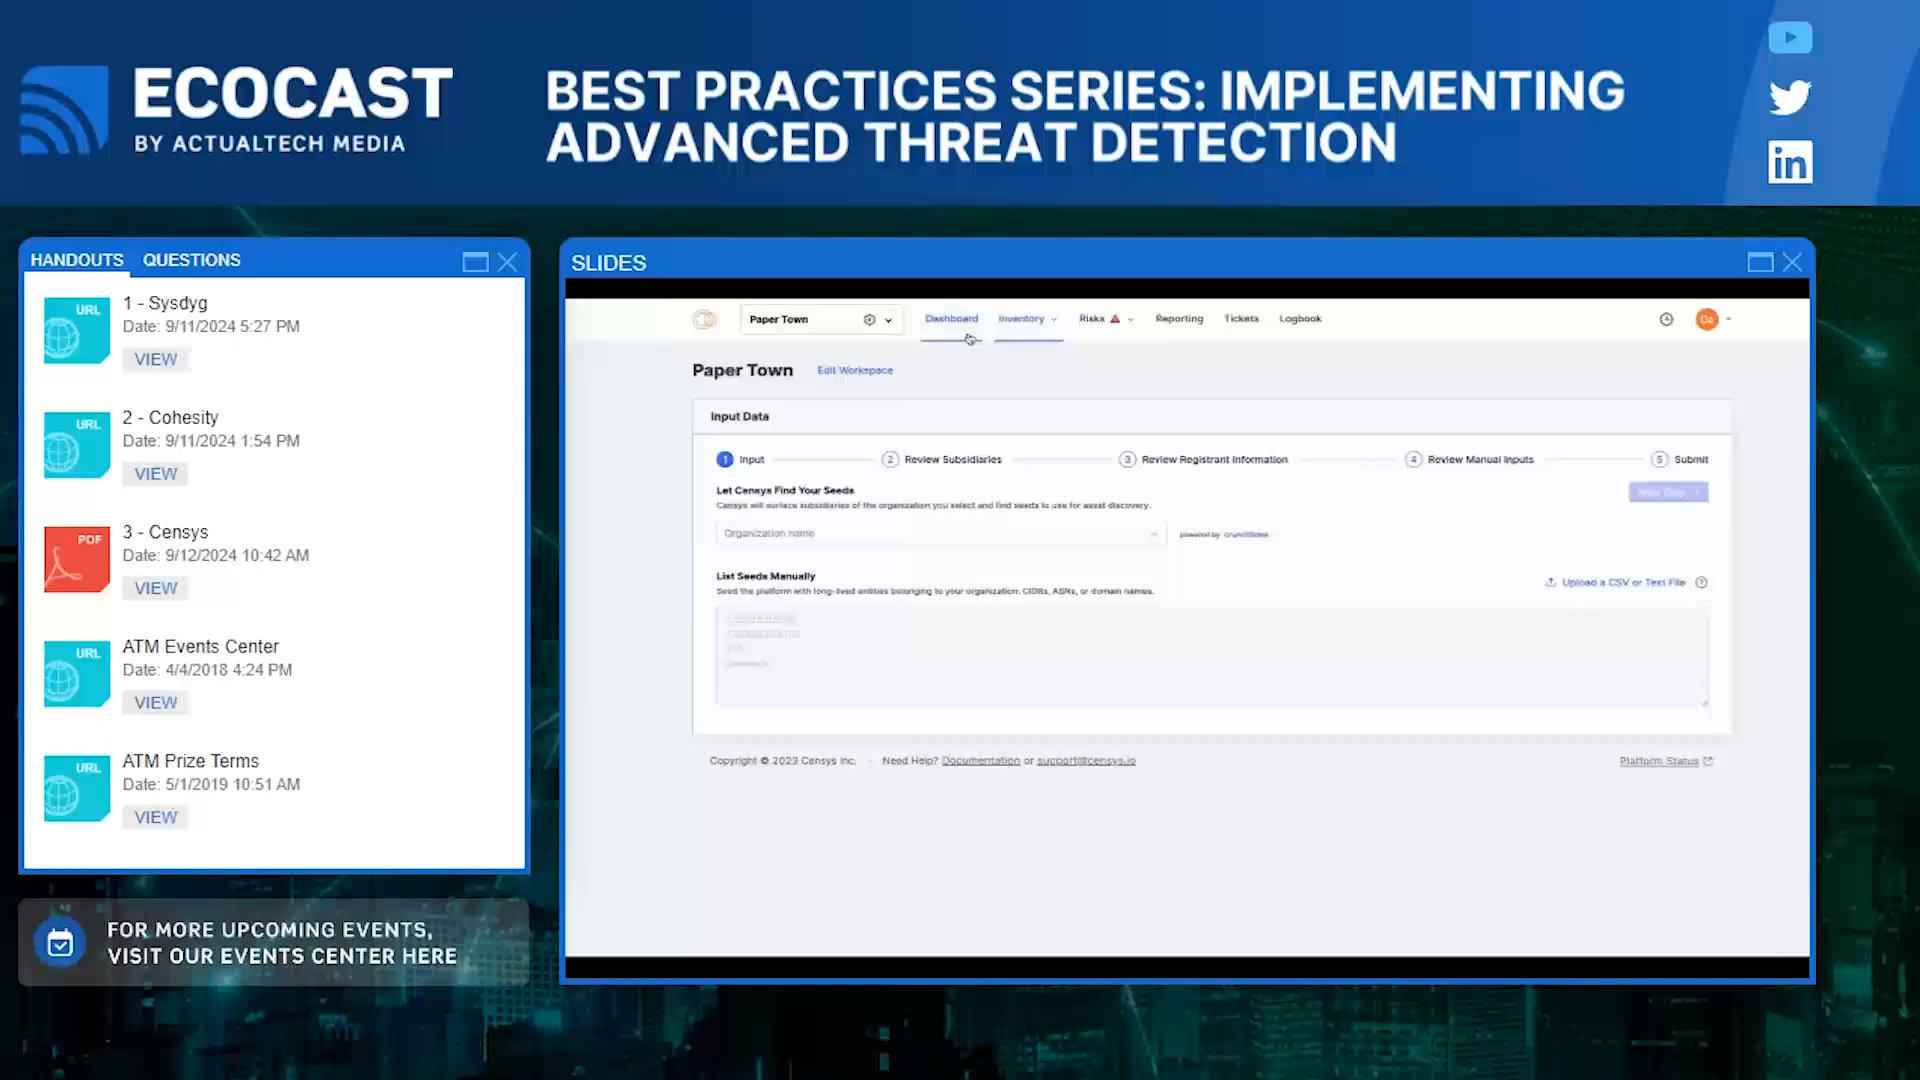 ECOCAST
BY ACTUALTECH MEDIA
BEST PRACTICES SERIES: IMPLEMENTING
ADVANCED THREAT DETECTION
in
HANDOUTS QUESTIONS
URL
1 - Sysdyg
Date: 9/11/2024 5:27 PM
VIEW
URL
2 - Cohesity
Date: 9/11/2024 1:54 PM
VIEW
PDF
3 - Censys
Date: 9/12/2024 10:42 AM
VIEW
URL
ATM Events Center
Date: 4/4/2018 4:24 PM
VIEW
URL
ATM Prize Terms
Date: 5/1/2019 10:51 AM
VIEW
FOR MORE UPCOMING EVENTS,
VISIT OUR EVENTS CENTER HERE
SLIDES
Paper Town Dashboard Inventory Risks Reporting Tickets Logbook Da
Paper Town Edit Workspace
Input Data
1 Input 2 Review Subsidiaries 3 Review Registrant Information 4 Review Manual Inputs 5 Submit
Let Censys Find Your Seeds
Censys will surface subsidiaries of the organization you select and find seeds to use for asset discovery.
Next Step
Organization name powered by crunchbase
List Seeds Manually
Seed the platform with long-lived entities belonging to your organization: CIDRs, ASNs, or domain names.
Upload a CSV or Text File
Copyright © 2023 Censys Inc. - Need Help? Documentation or support@censys.io
Platform Status